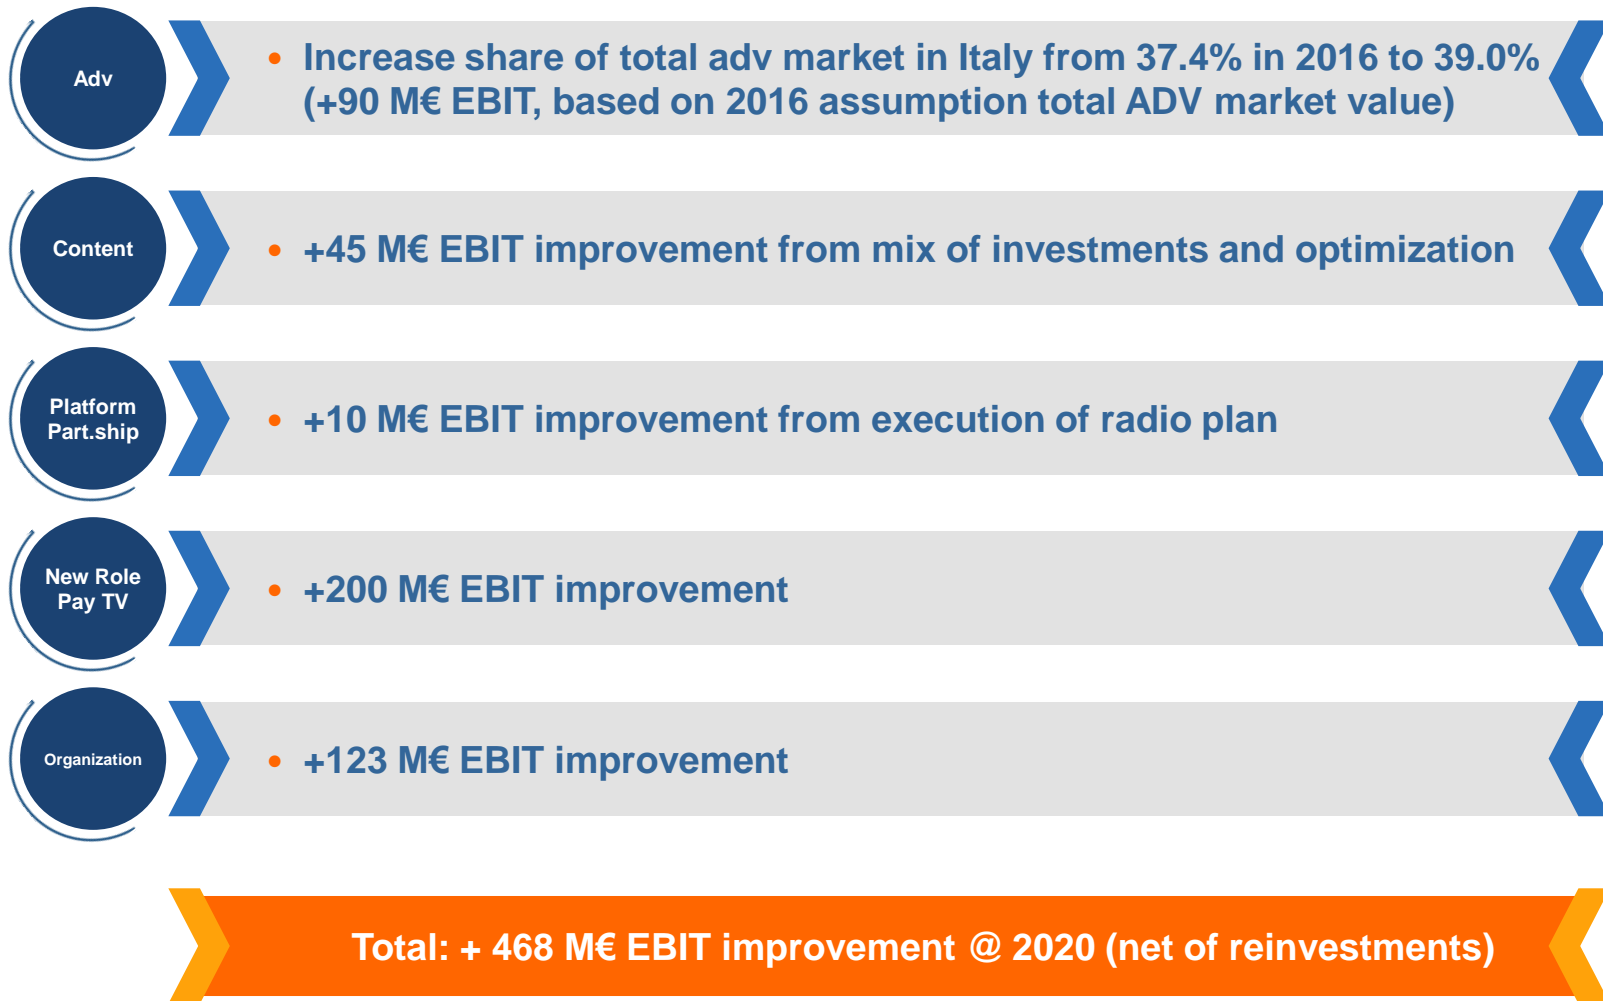 Adv
• Increase share of total adv market in Italy from 37.4% in 2016 to 39.0%
(+90 M€ EBIT, based on 2016 assumption total ADV market value)
Content
• +45 M€ EBIT improvement from mix of investments and optimization
Platform
Part.ship
• +10 M€ EBIT improvement from execution of radio plan
New Role
Pay TV
• +200 M€ EBIT improvement
Organization
• +123 M€ EBIT improvement
Total: + 468 M€ EBIT improvement @ 2020 (net of reinvestments)